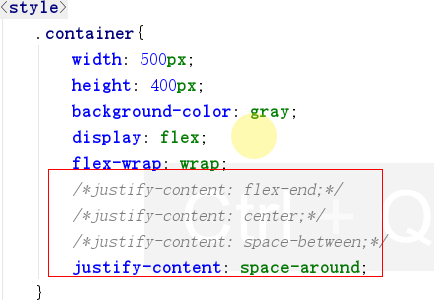 <style>
.container{
width: 500px;
height: 400px;
background-color: gray;
display: flex;
flex-wrap: wrap;
/*justify-content: flex-end;*/
/*justify-content: center;*/
/*justify-content: space-between;*/
justify-content: space-around;
}
Ctrl + Q